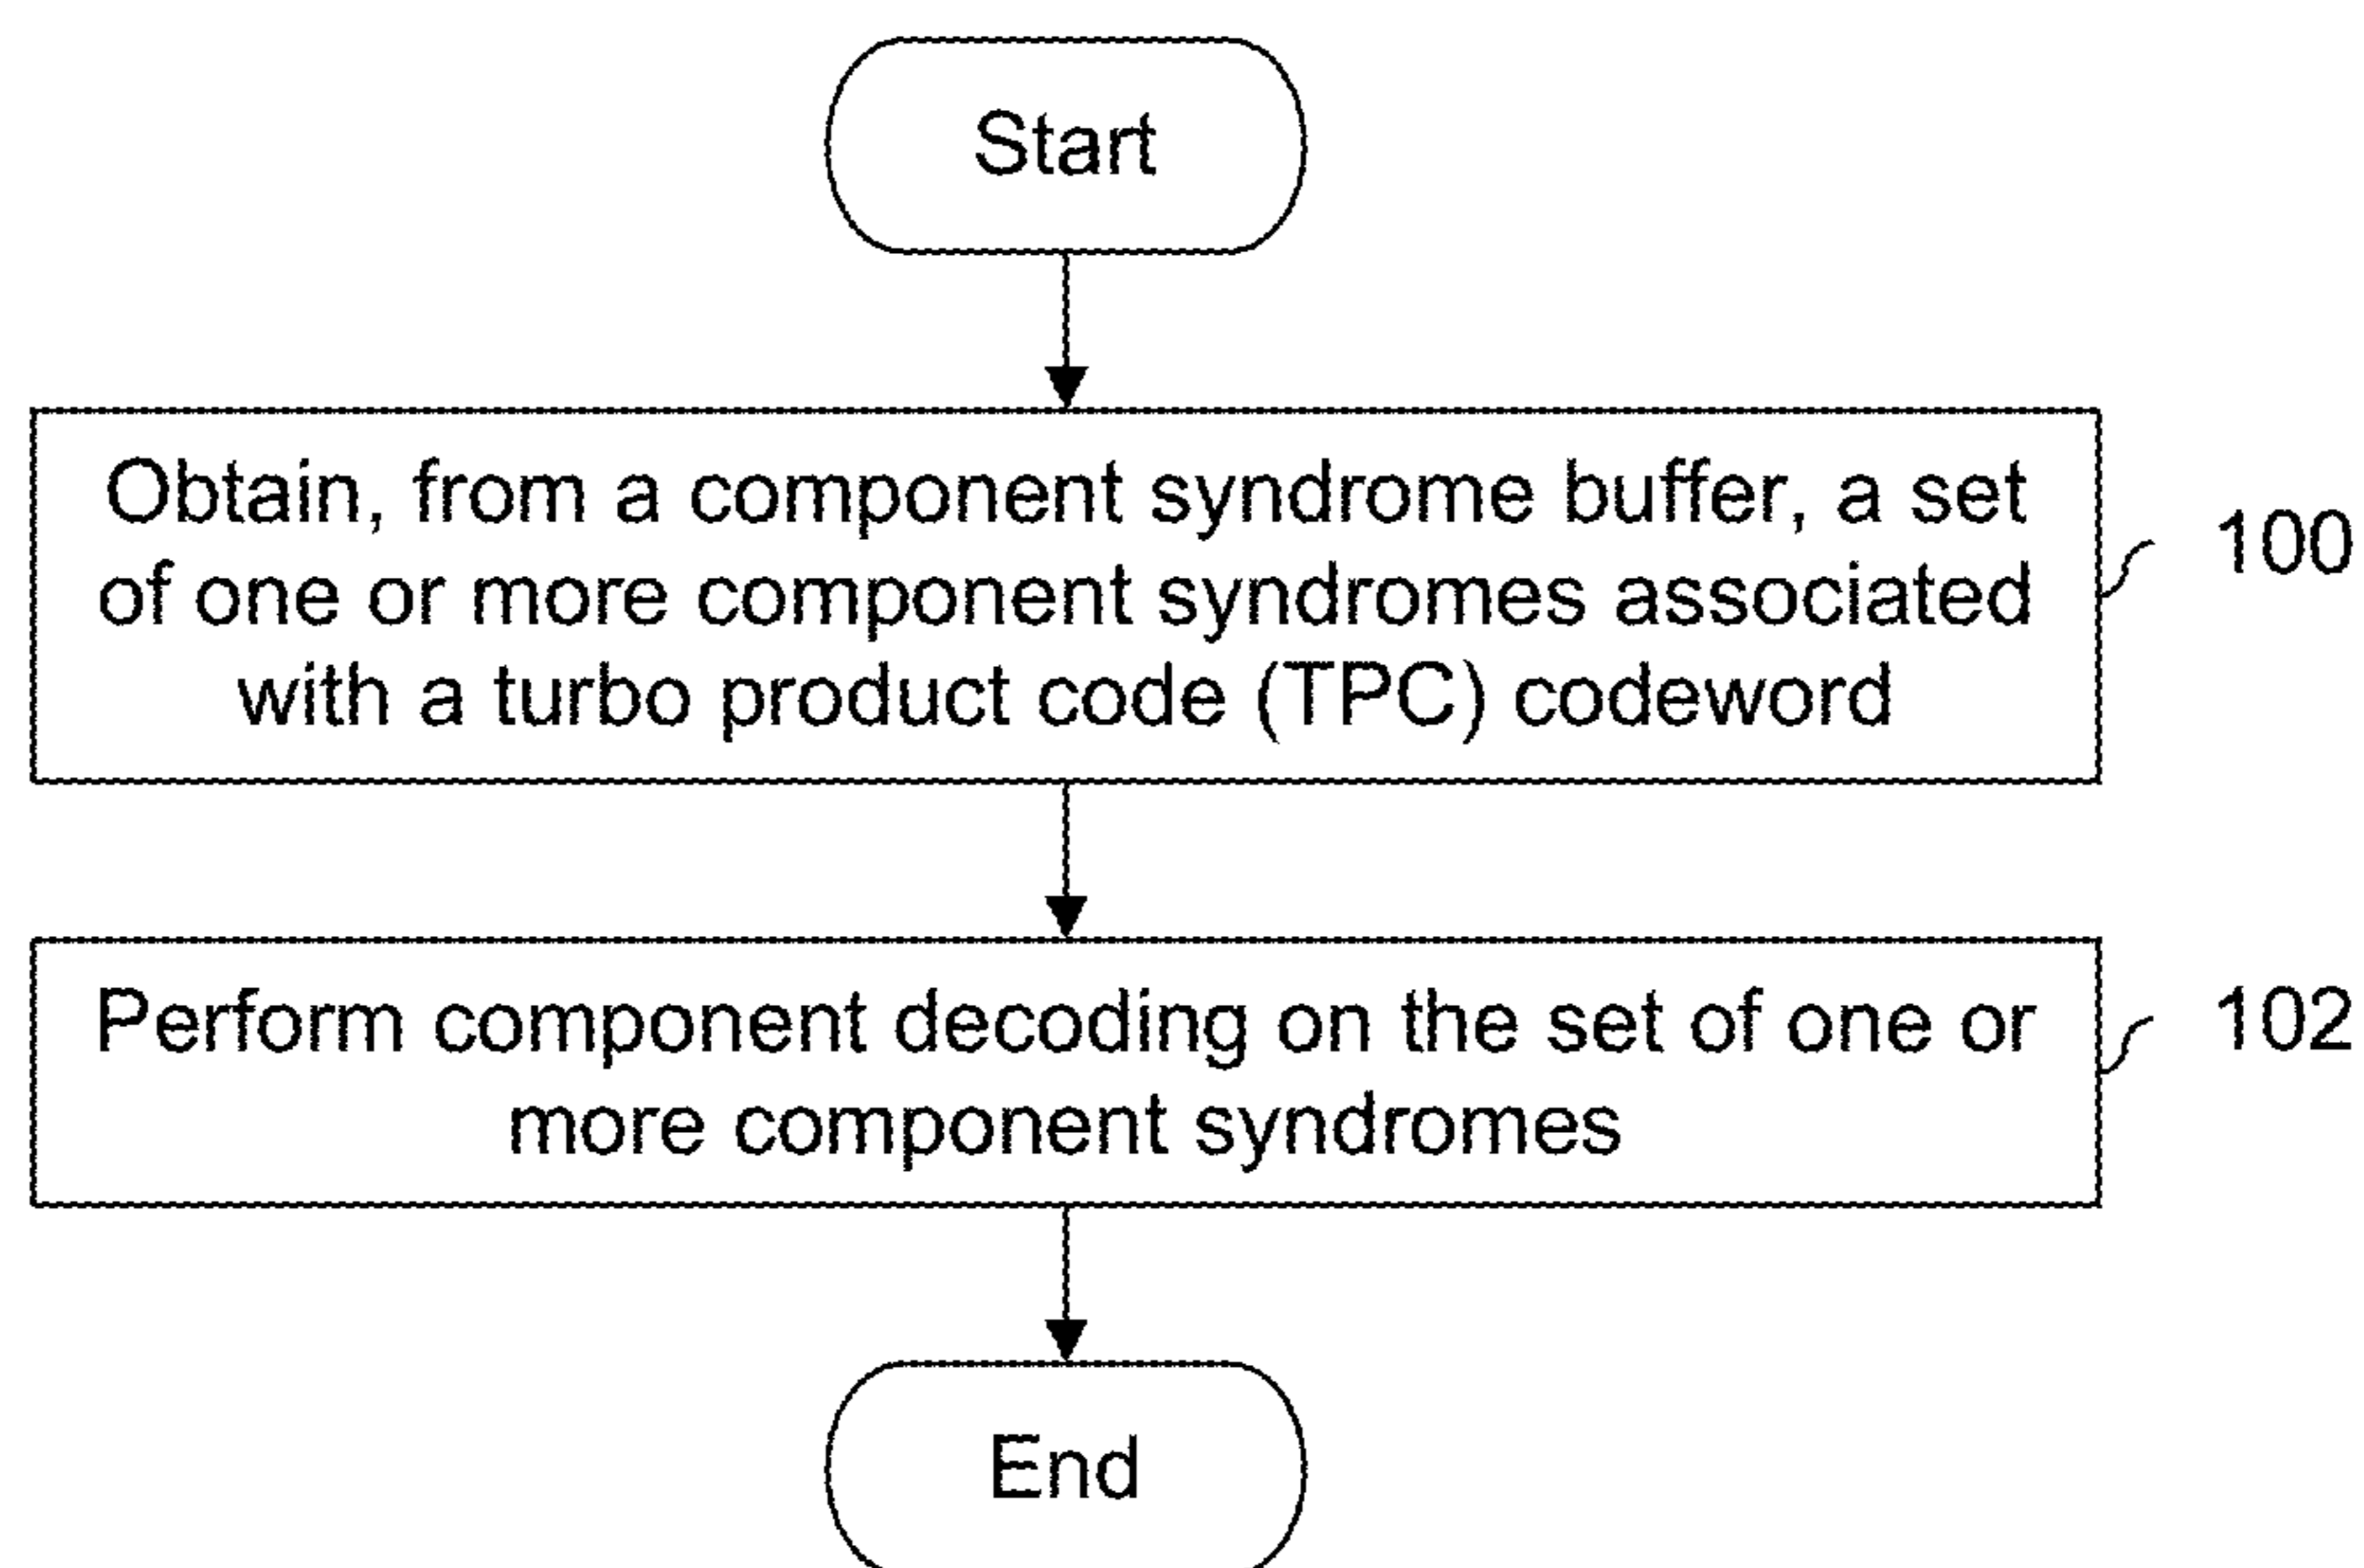 Start
Obtain, from a component syndrome buffer, a set
of one or more component syndromes associated
with a turbo product code (TPC) codeword
100
Perform component decoding on the set of one or
more component syndromes
102
End